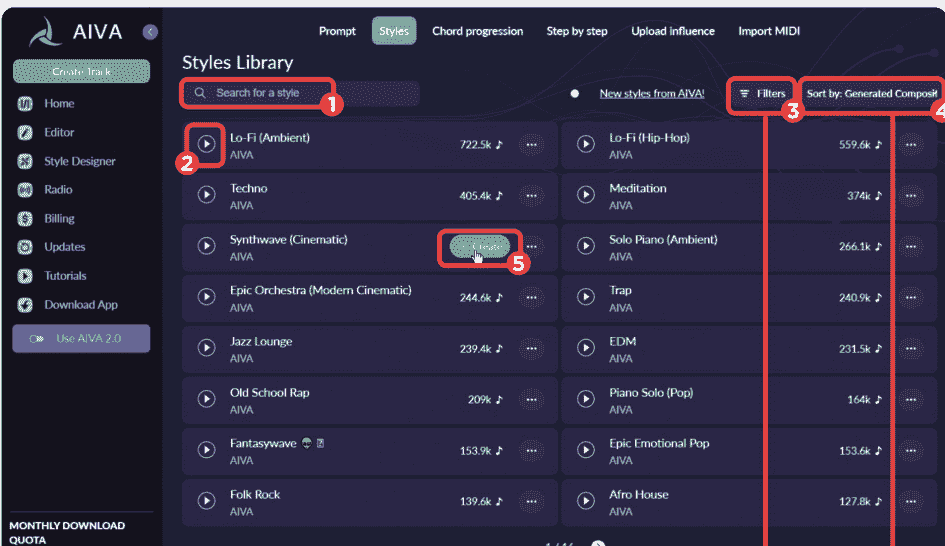 AIVA
Prompt
Styles
Chord progression
Step by step
Upload influence
Import MIDI
Create Track
Home
Editor
Style Designer
Radio
Billing
Updates
Tutorials
Download App
Use AIVA 2.0
MONTHLY DOWNLOAD
QUOTA
Styles Library
Search for a style
1
New styles from AIVA!
Filters
3
Sort by: Generated Composit
4
Lo-Fi (Ambient)
AIVA
722.5k
2
Lo-Fi (Hip-Hop)
AIVA
559.6k
Techno
AIVA
405.4k
Meditation
AIVA
374k
Synthwave (Cinematic)
AIVA
Create
5
Solo Piano (Ambient)
AIVA
266.1k
Epic Orchestra (Modern Cinematic)
AIVA
244.6k
Trap
AIVA
240.9k
Jazz Lounge
AIVA
239.4k
EDM
AIVA
231.5k
Old School Rap
AIVA
209k
Piano Solo (Pop)
AIVA
164k
Fantasywave
AIVA
153.9k
Epic Emotional Pop
AIVA
153.6k
Folk Rock
AIVA
139.6k
Afro House
AIVA
127.8k